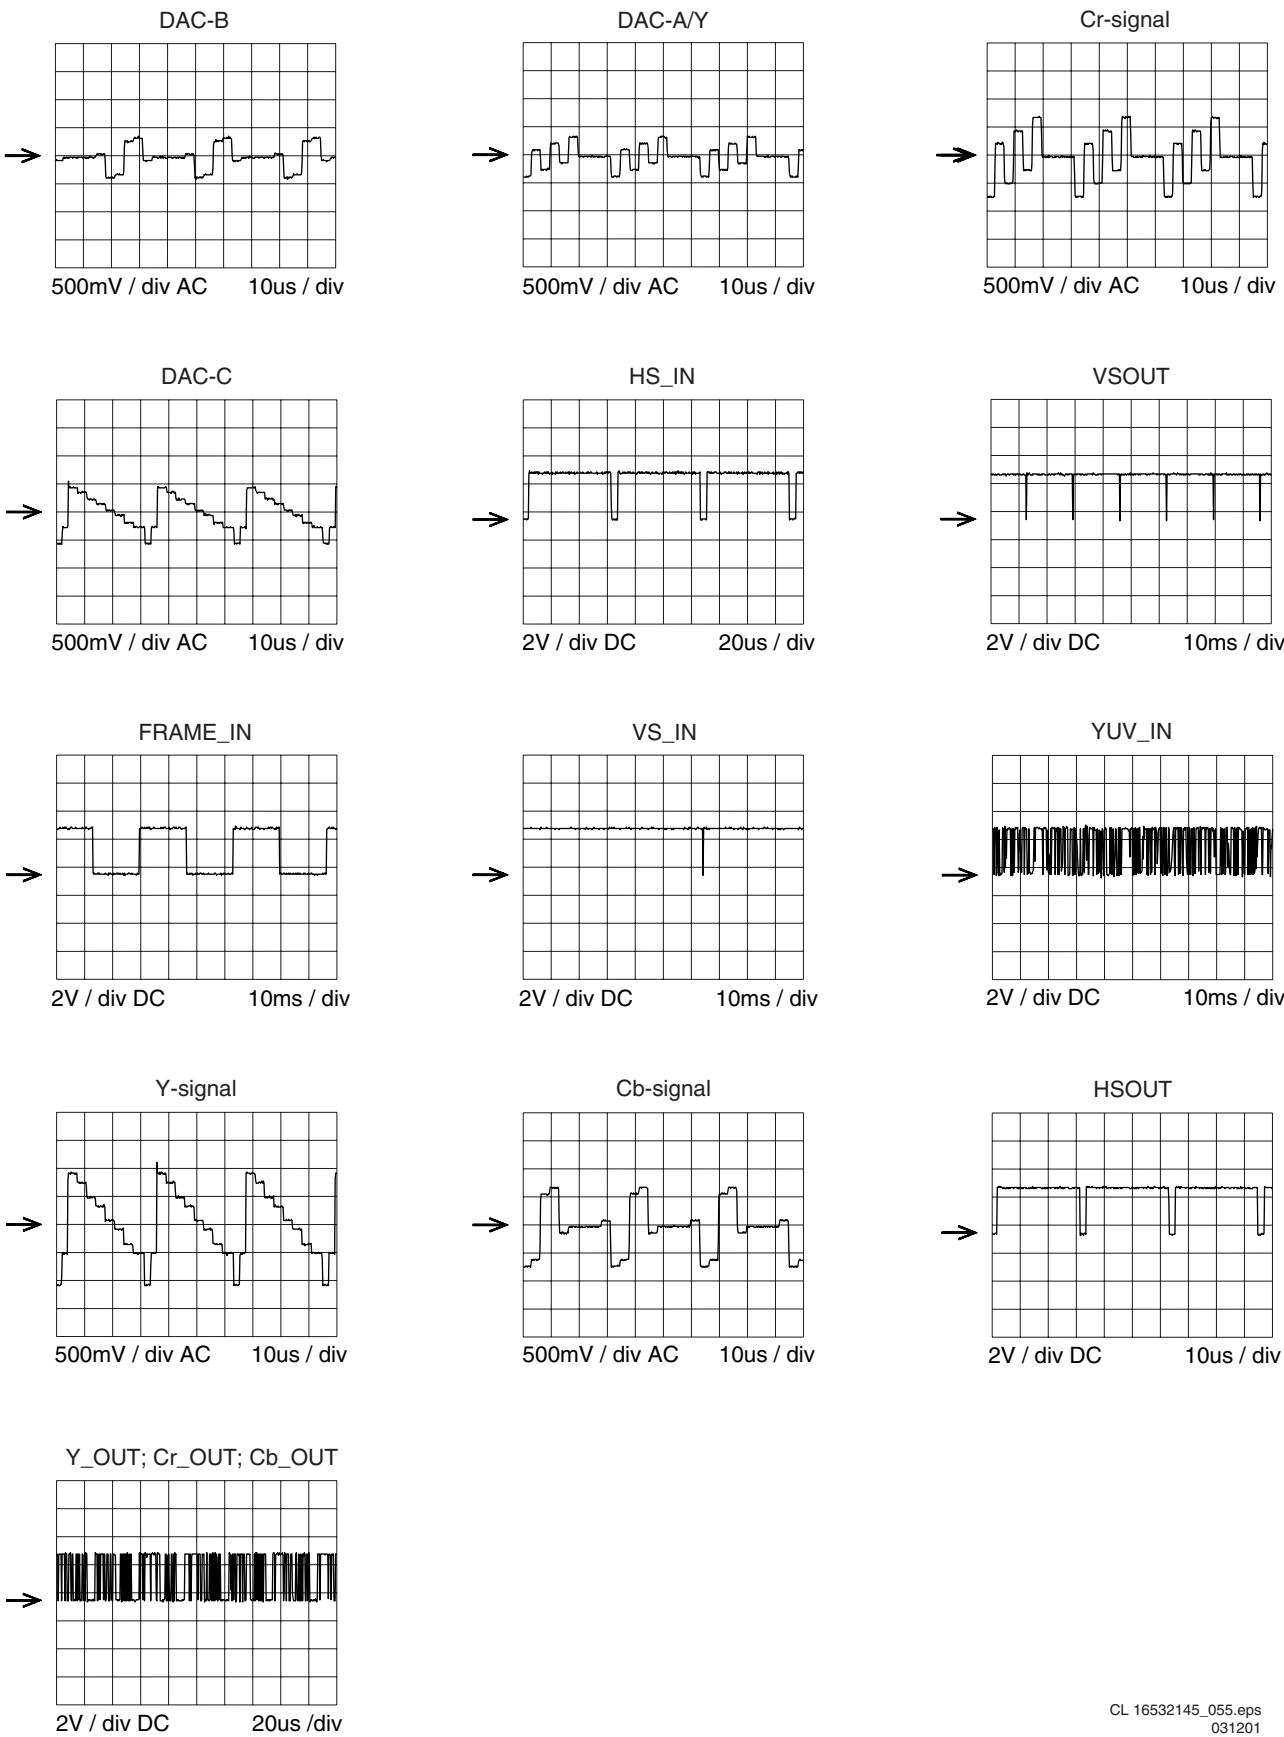 DAC-B
DAC-A/Y
Cr-signal
500mV / div AC 10us / div
500mV / div AC 10us / div
500mV / div AC 10us / div
DAC-C
HS_IN
VSOUT
500mV / div AC 10us / div
2V / div DC 20us / div
2V / div DC 10ms / div
FRAME_IN
VS_IN
YUV_IN
2V / div DC 10ms / div
2V / div DC 10ms / div
2V / div DC 10ms / div
Y-signal
Cb-signal
HSOUT
500mV / div AC 10us / div
500mV / div AC 10us / div
2V / div DC 10us / div
Y_OUT; Cr_OUT; Cb_OUT
2V / div DC 20us /div
CL 16532145_055.eps
031201